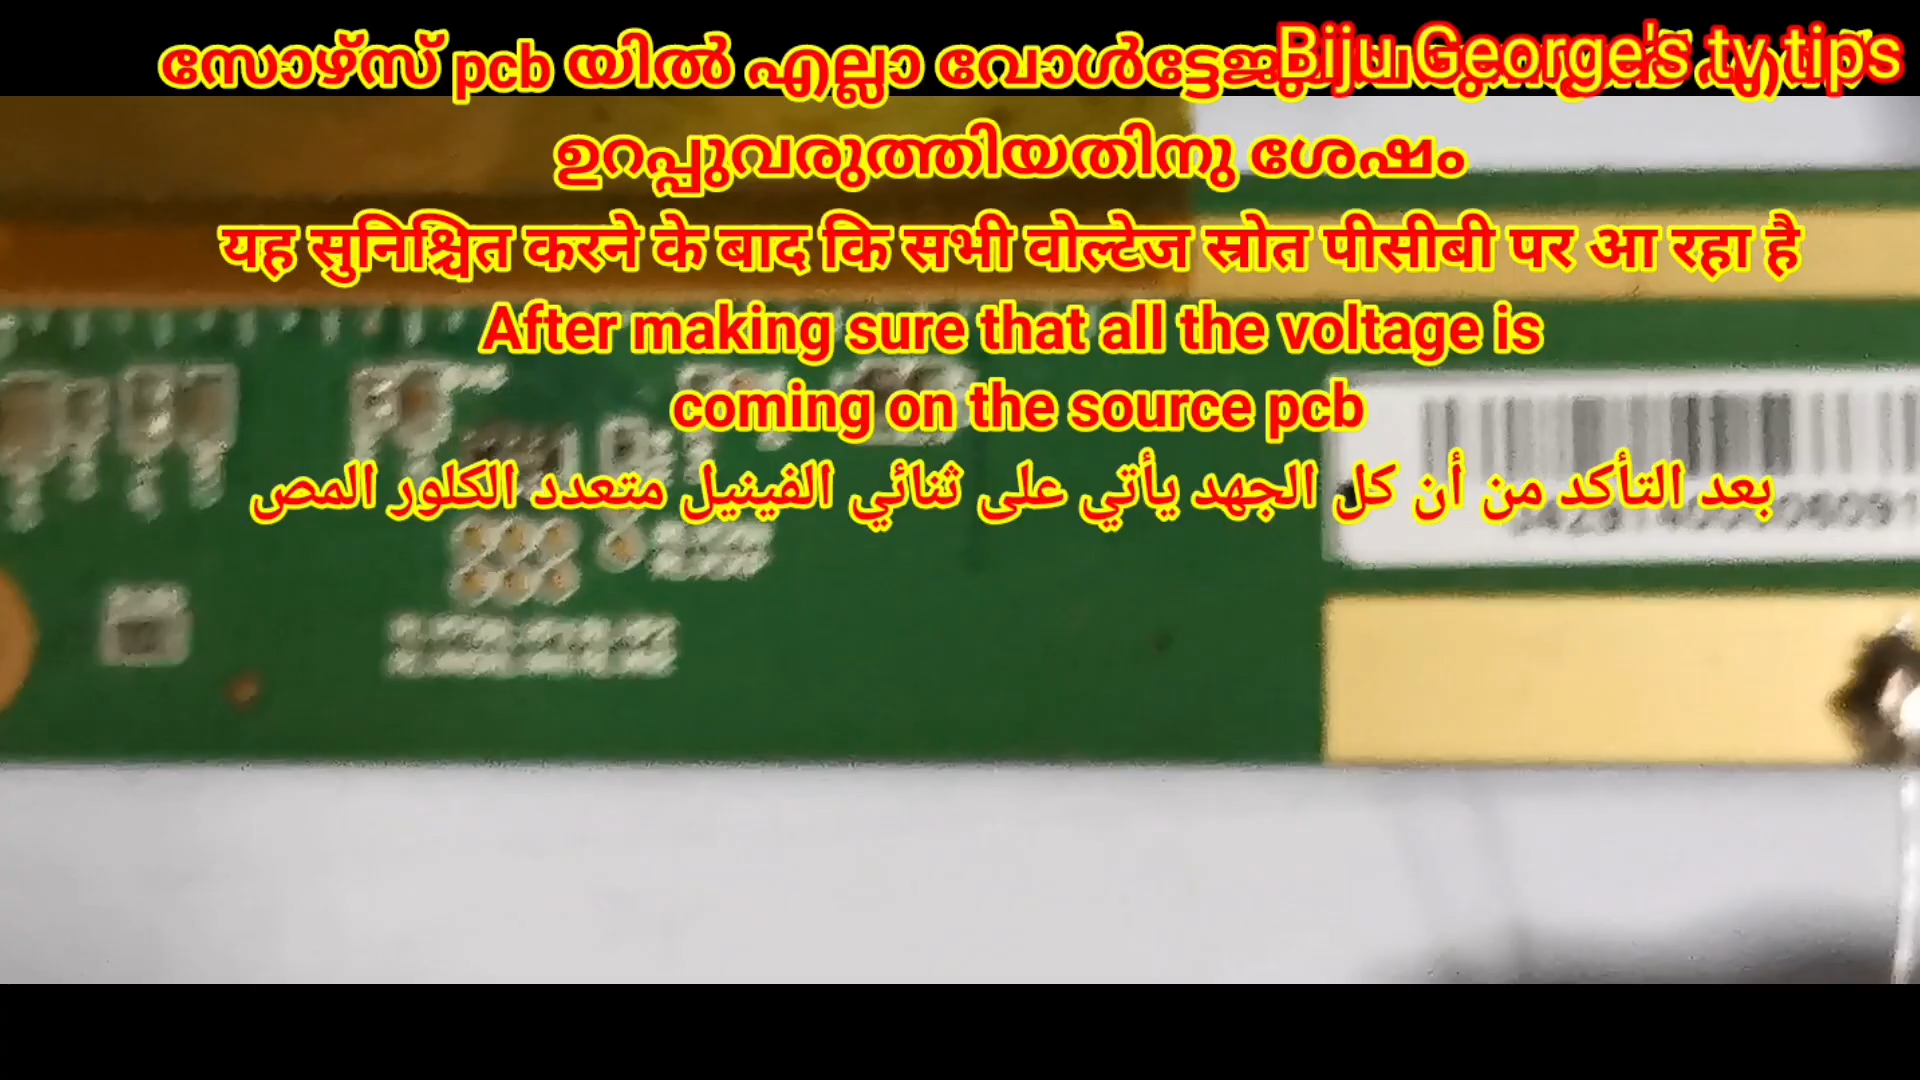 സോഴ്സ് pcb യിൽ എല്ലാ
Biju George's tv tips
ഉറപ്പുവരുത്തിയതിനു ശേഷം
यह सुनिश्चित करने के बाद कि सभी वोल्टेज स्रोत पीसीबी पर आ रहा है
After making sure that all the voltage is
coming on the source pcb
بعد التأكد من أن كل الجهد يأتي على ثنائي الفينيل متعدد الكلور المص